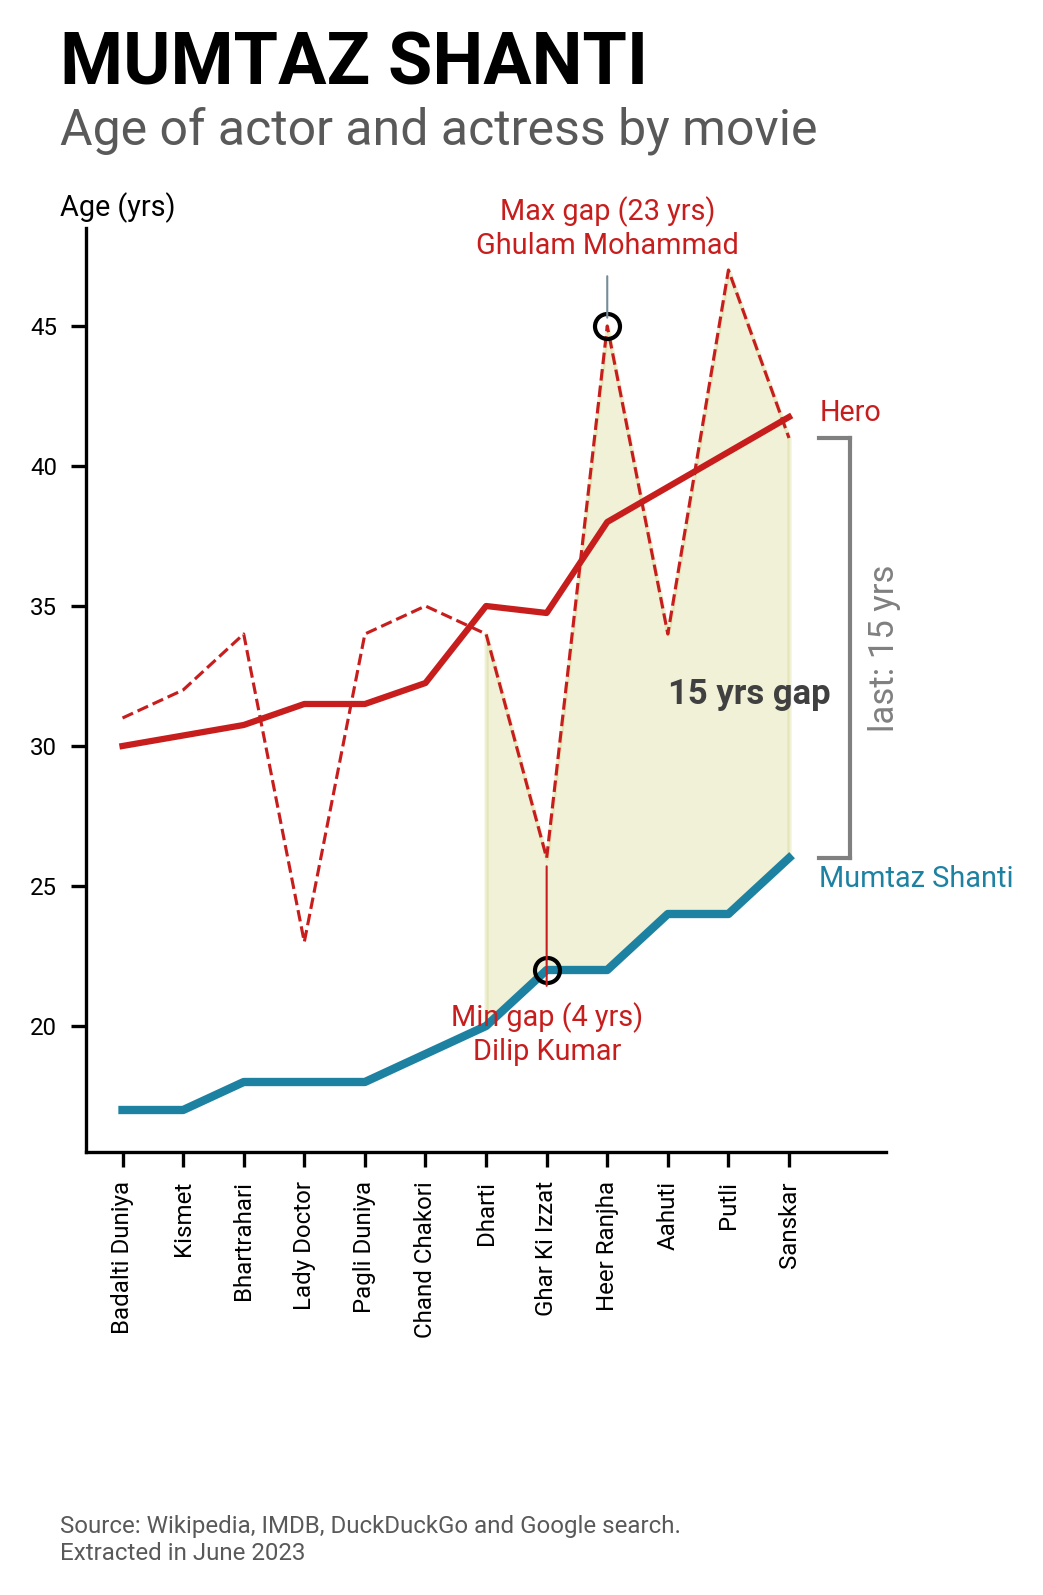 MUMTAZ SHANTI
Age of actor and actress by movie
Age (yrs)
Max gap (23 yrs)
Ghulam Mohammad
45
Hero
40
last: 15 yrs
35
15 yrs gap
30
25
Mumtaz Shanti
Min gap (4 yrs)
Dilip Kumar
20
Badalti Duniya
Kismet
Bhartrahari
Lady Doctor
Pagli Duniya
Chand Chakori
Dharti
Ghar Ki Izzat
Heer Ranjha
Aahuti
Putli
Sanskar
Source: Wikipedia, IMDB, DuckDuckGo and Google search.
Extracted in June 2023